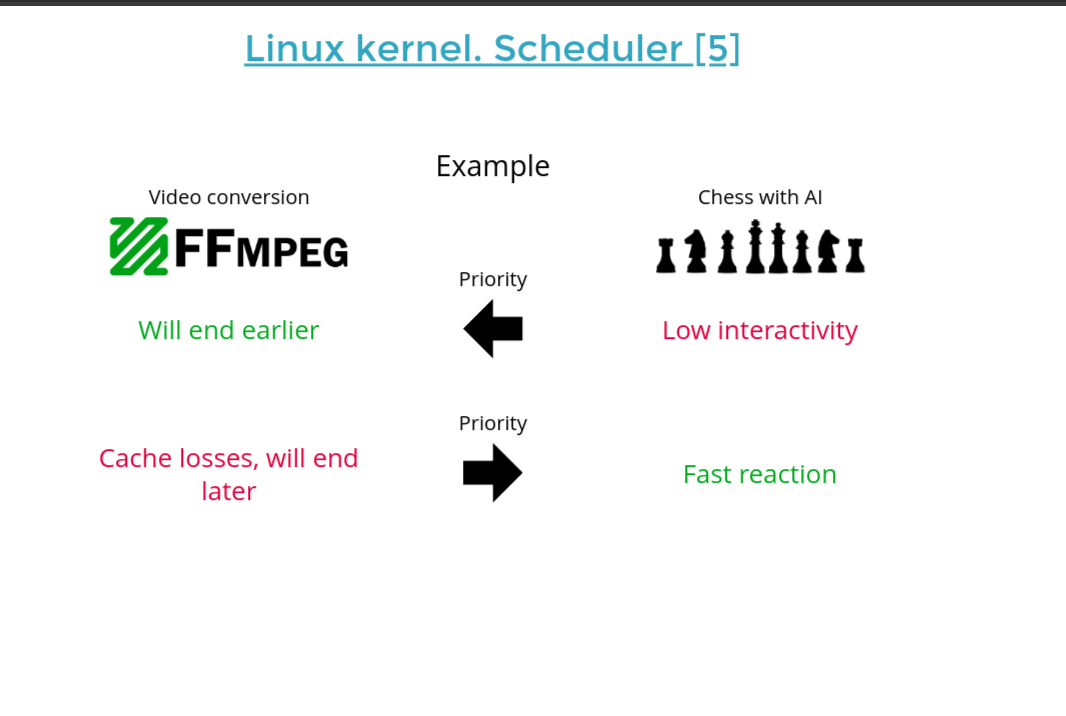 Linux kernel. Scheduler [5]
Example
Video conversion
Chess with AI
FFMPEG
Priority
Will end earlier
Low interactivity
Priority
Cache losses, will end
later
Fast reaction